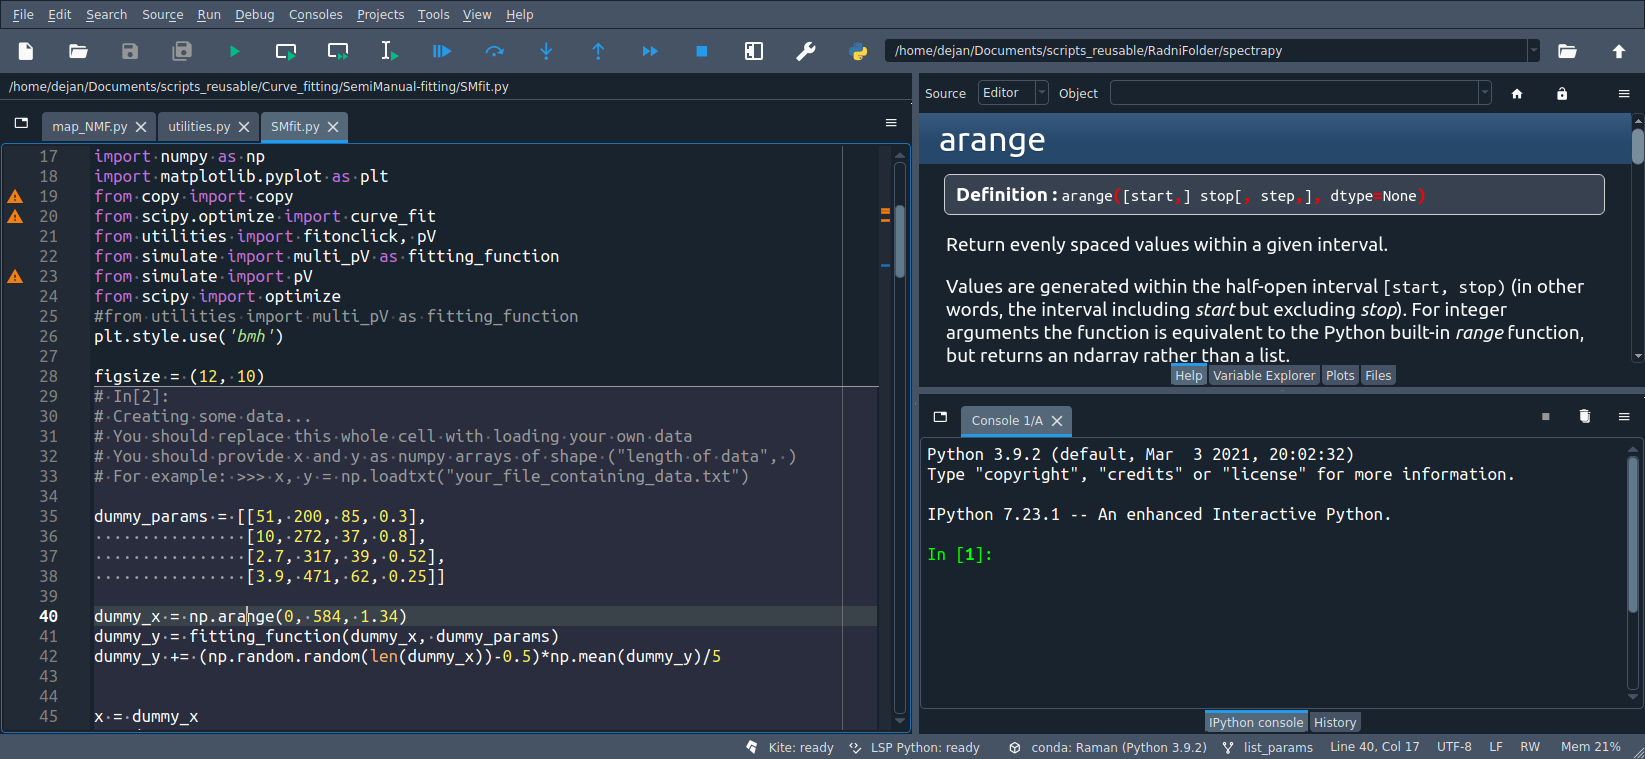 File Edit Search Source Run Debug Consoles Projects Tools View Help
/home/dejan/Documents/scripts_reusable/RadniFolder/spectrapy
/home/dejan/Documents/scripts_reusable/Curve_fitting/SemiManual-fitting/SMfit.py
map_NMF.py utilities.py SMfit.py
17 import numpy as np
18 import matplotlib.pyplot as plt
19 from copy import copy
20 from scipy.optimize import curve_fit
21 from utilities import fitonclick, pV
22 from simulate import multi_pV as fitting_function
23 from simulate import pV
24 from scipy import optimize
25 #from utilities import multi_pV as fitting_function
26 plt.style.use('bmh')
27
28 figsize = (12, 10)
29 # In[2]:
30 # Creating some data...
31 # You should replace this whole cell with loading your own data
32 # You should provide x and y as numpy arrays of shape ("length of data", )
33 # For example: >>> x, y = np.loadtxt("your_file_containing_data.txt")
34
35 dummy_params = [[51, 200, 85, 0.3],
36 [10, 272, 37, 0.8],
37 [2.7, 317, 39, 0.52],
38 [3.9, 471, 62, 0.25]]
39
40 dummy_x = np.arange(0, 584, 1.34)
41 dummy_y = fitting_function(dummy_x, dummy_params)
42 dummy_y += (np.random.random(len(dummy_x))-0.5)*np.mean(dummy_y)/5
43
44
45 x = dummy_x
Source Editor Object
arange
Definition : arange([start,] stop[, step,], dtype=None)
Return evenly spaced values within a given interval.
Values are generated within the half-open interval [start, stop) (in other
words, the interval including start but excluding stop). For integer
arguments the function is equivalent to the Python built-in range function,
but returns an ndarray rather than a list.
Help Variable Explorer Plots Files
Console 1/A
Python 3.9.2 (default, Mar  3 2021, 20:02:32)
Type "copyright", "credits" or "license" for more information.
IPython 7.23.1 -- An enhanced Interactive Python.
In [1]:
IPython console History
Kite: ready LSP Python: ready conda: Raman (Python 3.9.2) list_params Line 40, Col 17 UTF-8 LF RW Mem 21%